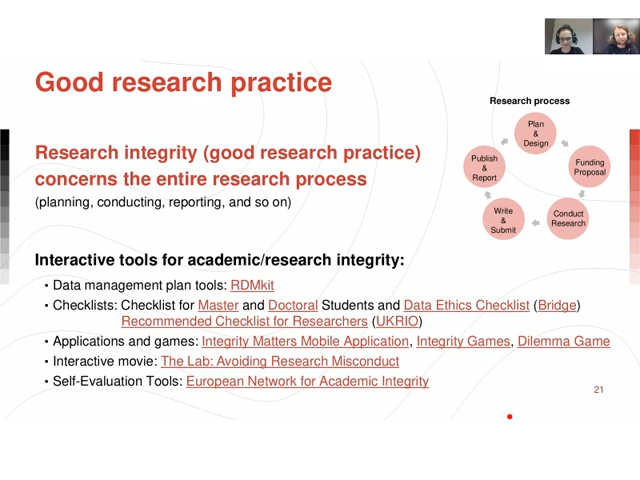 Good research practice
Research process
Plan
&
Design
Funding
Proposal
Conduct
Research
Write
&
Submit
Publish
&
Report
Research integrity (good research practice)
concerns the entire research process
(planning, conducting, reporting, and so on)
Interactive tools for academic/research integrity:
• Data management plan tools: RDMkit
• Checklists: Checklist for Master and Doctoral Students and Data Ethics Checklist (Bridge)
Recommended Checklist for Researchers (UKRIO)
• Applications and games: Integrity Matters Mobile Application, Integrity Games, Dilemma Game
• Interactive movie: The Lab: Avoiding Research Misconduct
• Self-Evaluation Tools: European Network for Academic Integrity
21